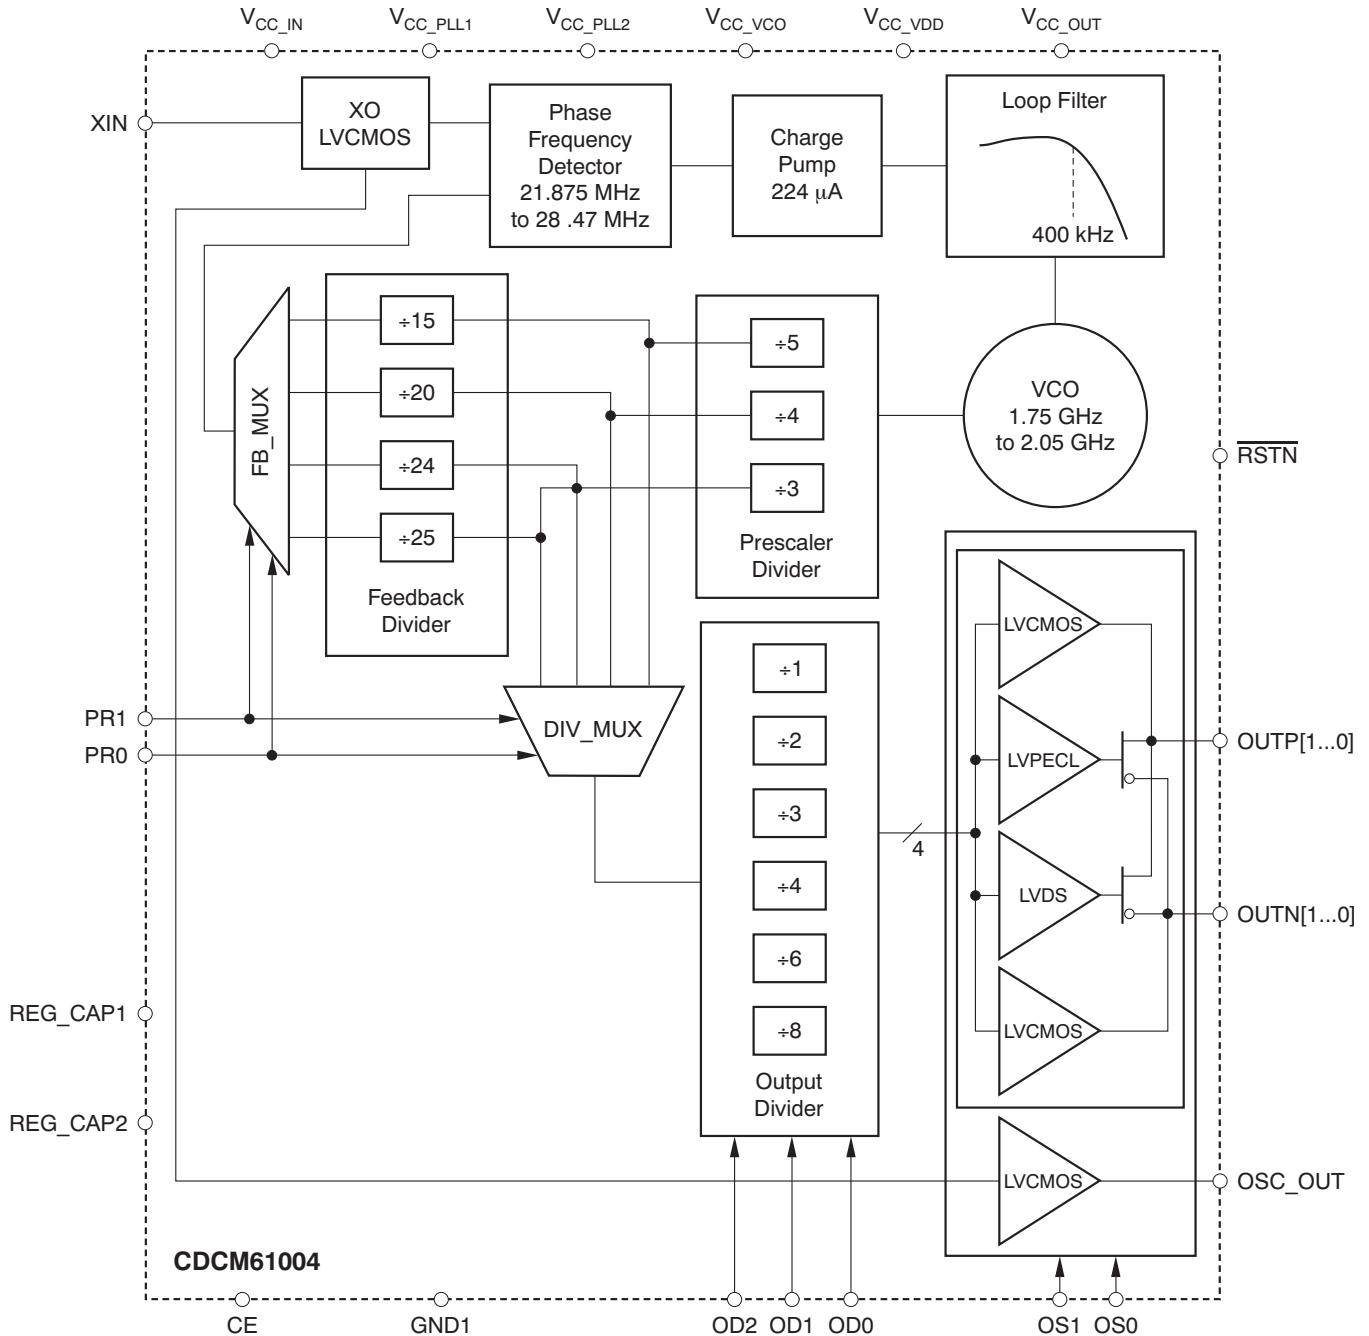 V_CC_IN V_CC_PLL1 V_CC_PLL2 V_CC_VCO V_CC_VDD V_CC_OUT
XIN
XO
LVCMOS
Phase
Frequency
Detector
21.875 MHz
to 28 .47 MHz
Charge
Pump
224 μA
Loop Filter
400 kHz
FB_MUX
÷15
÷20
÷24
÷25
Feedback
Divider
÷5
÷4
÷3
Prescaler
Divider
VCO
1.75 GHz
to 2.05 GHz
RSTN
PR1
PR0
DIV_MUX
÷1
÷2
÷3
÷4
÷6
÷8
Output
Divider
4
LVCMOS
LVPECL
LVDS
LVCMOS
LVCMOS
OUTP[1...0]
OUTN[1...0]
OSC_OUT
REG_CAP1
REG_CAP2
CDCM61004
CE GND1 OD2 OD1 OD0 OS1 OS0